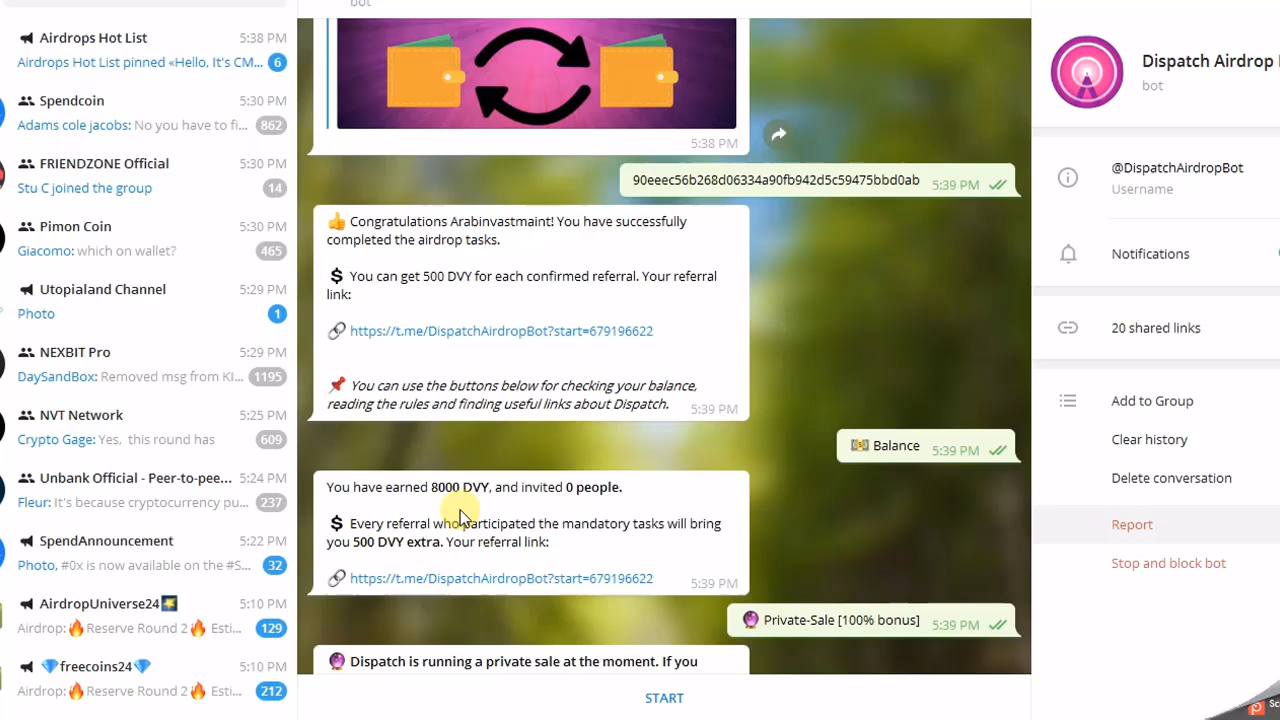 Airdrops Hot List 5:38 PM
Airdrops Hot List pinned «Hello, It's CM... 6
Spendcoin 5:30 PM
Adams cole jacobs: No you have to fi... 862
FRIENDZONE Official 5:30 PM
Stu C joined the group 14
Pimon Coin 5:30 PM
Giacomo: which on wallet? 465
Utopialand Channel 5:29 PM
Photo 1
NEXBIT Pro 5:29 PM
DaySandBox: Removed msg from KI... 1195
NVT Network 5:25 PM
Crypto Gage: Yes, this round has 609
Unbank Official - Peer-to-pee... 5:24 PM
Fleur: It's because cryptocurrency pu... 237
SpendAnnouncement 5:22 PM
Photo, #0x is now available on the #S... 32
AirdropUniverse24 5:10 PM
Airdrop: 🔥Reserve Round 2🔥 Esti... 129
💎freecoins24💎 5:10 PM
Airdrop: 🔥Reserve Round 2🔥 Esti... 212
bot
5:38 PM
90eeec56b268d06334a90fb942d5c59475bbd0ab 5:39 PM
👍 Congratulations Arabinvastmaint! You have successfully
completed the airdrop tasks.
💲 You can get 500 DVY for each confirmed referral. Your referral
link:
🔗 https://t.me/DispatchAirdropBot?start=679196622
📌 You can use the buttons below for checking your balance,
reading the rules and finding useful links about Dispatch. 5:39 PM
💵 Balance 5:39 PM
You have earned 8000 DVY, and invited 0 people.
💲 Every referral who participated the mandatory tasks will bring
you 500 DVY extra. Your referral link:
🔗 https://t.me/DispatchAirdropBot?start=679196622 5:39 PM
🔮 Private-Sale [100% bonus] 5:39 PM
🔮 Dispatch is running a private sale at the moment. If you
START
Dispatch Airdrop
bot
@DispatchAirdropBot
Username
Notifications
20 shared links
Add to Group
Clear history
Delete conversation
Report
Stop and block bot